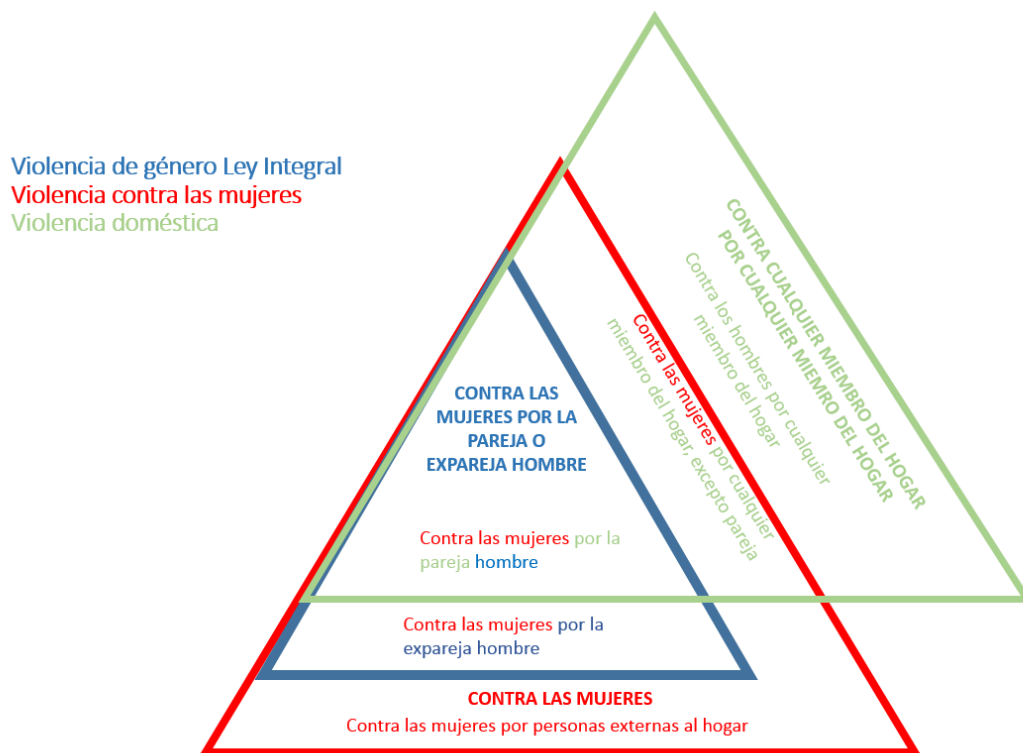 Violencia de género Ley Integral
Violencia contra las mujeres
Violencia doméstica
CONTRA CUALQUIER MIEMBRO DEL HOGAR
POR CUALQUIER MIEMRO DEL HOGAR
Contra los hombres por cualquier
miembro del hogar
Contra las mujeres por cualquier
miembro del hogar, excepto pareja
CONTRA LAS
MUJERES POR LA
PAREJA O
EXPAREJA HOMBRE
Contra las mujeres por la
pareja hombre
Contra las mujeres por la
expareja hombre
CONTRA LAS MUJERES
Contra las mujeres por personas externas al hogar